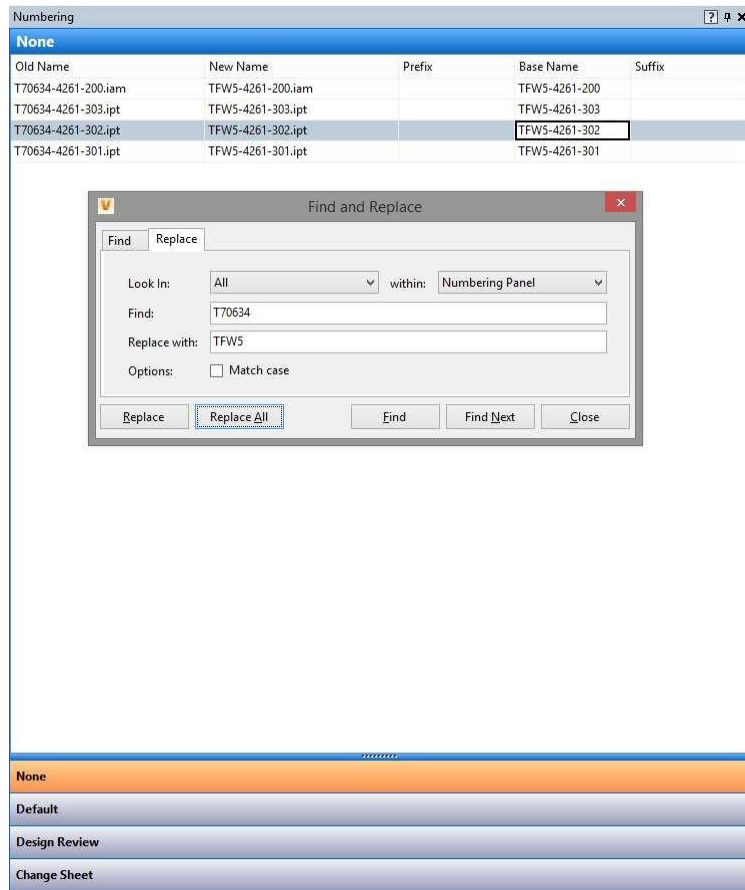 Numbering
None
Old Name New Name Prefix Base Name Suffix
T70634-4261-200.iam TFW5-4261-200.iam TFW5-4261-200
T70634-4261-303.ipt TFW5-4261-303.ipt TFW5-4261-303
T70634-4261-302.ipt TFW5-4261-302.ipt TFW5-4261-302
T70634-4261-301.ipt TFW5-4261-301.ipt TFW5-4261-301
Find and Replace
Find Replace
Look In: All within: Numbering Panel
Find: T70634
Replace with: TFW5
Options: Match case
Replace Replace All Find Find Next Close
None
Default
Design Review
Change Sheet